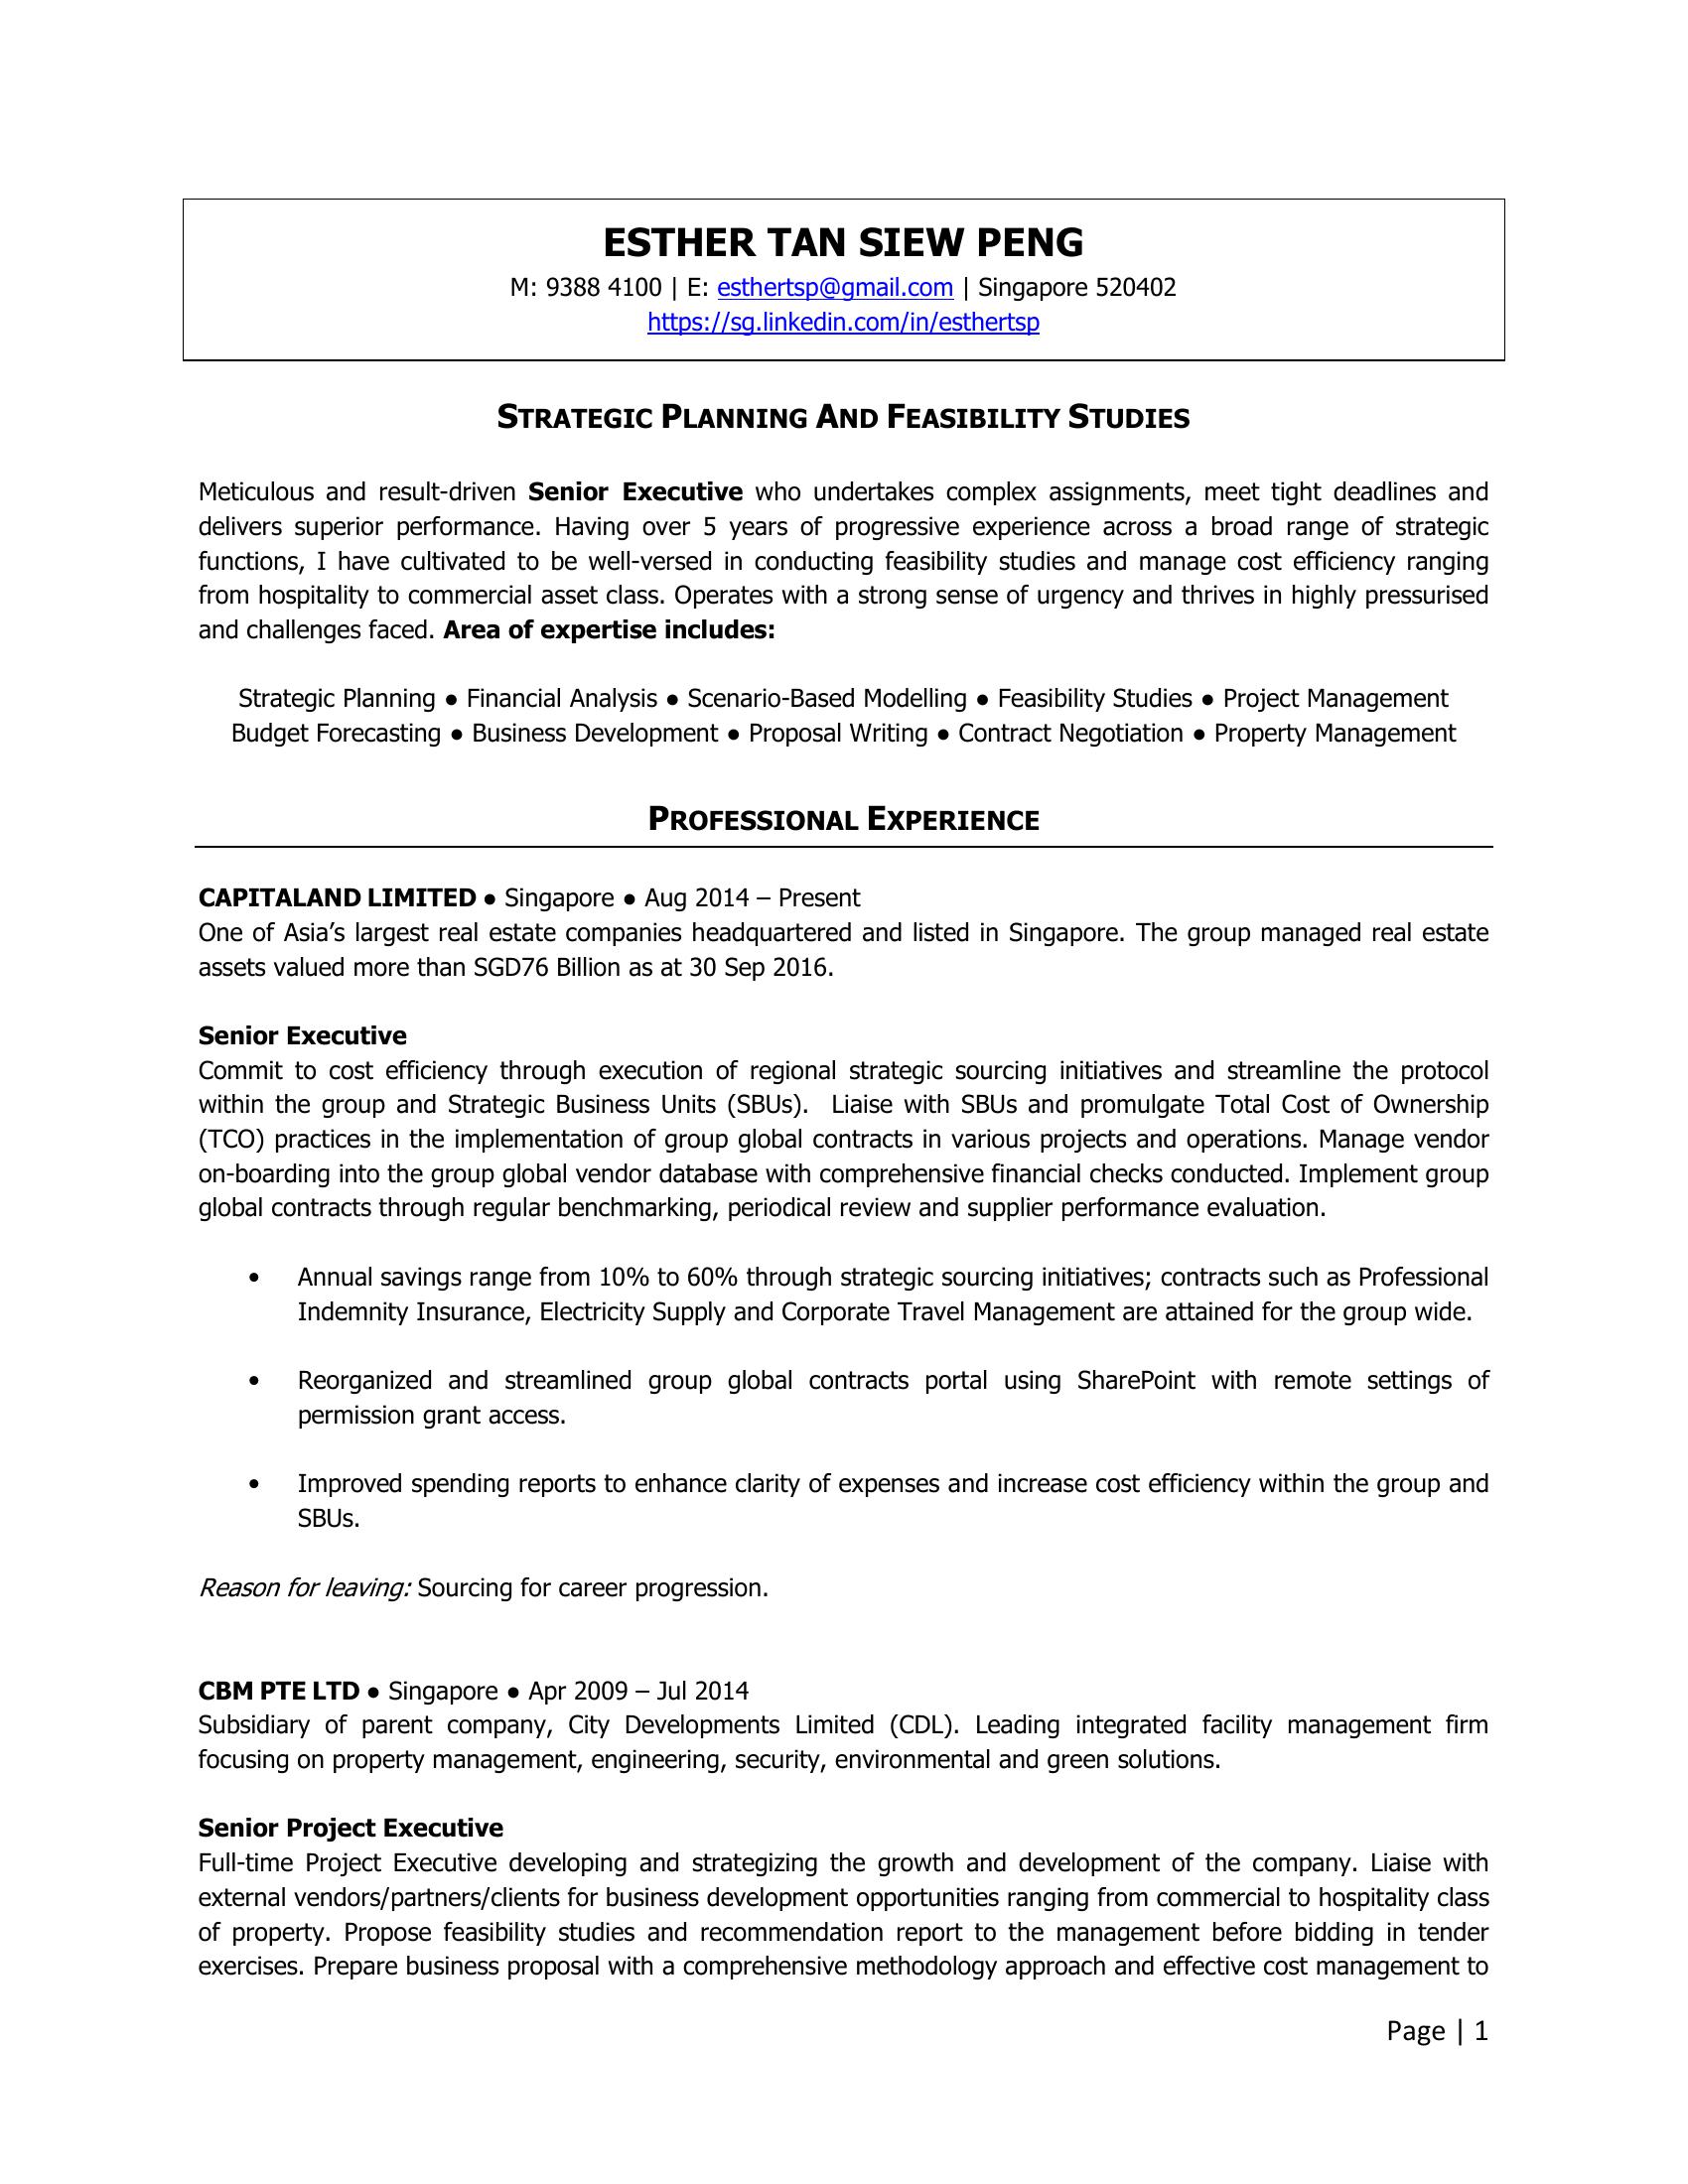 ESTHER TAN SIEW PENG
M: 9388 4100 | E: esthertsp@gmail.com | Singapore 520402
https://sg.linkedin.com/in/esthertsp
STRATEGIC PLANNING AND FEASIBILITY STUDIES
Meticulous and result-driven Senior Executive who undertakes complex assignments, meet tight deadlines and
delivers superior performance. Having over 5 years of progressive experience across a broad range of strategic
functions, I have cultivated to be well-versed in conducting feasibility studies and manage cost efficiency ranging
from hospitality to commercial asset class. Operates with a strong sense of urgency and thrives in highly pressurised
and challenges faced. Area of expertise includes:
Strategic Planning ● Financial Analysis ● Scenario-Based Modelling ● Feasibility Studies ● Project Management
Budget Forecasting ● Business Development ● Proposal Writing ● Contract Negotiation ● Property Management
PROFESSIONAL EXPERIENCE
CAPITALAND LIMITED ● Singapore ● Aug 2014 – Present
One of Asia’s largest real estate companies headquartered and listed in Singapore. The group managed real estate
assets valued more than SGD76 Billion as at 30 Sep 2016.
Senior Executive
Commit to cost efficiency through execution of regional strategic sourcing initiatives and streamline the protocol
within the group and Strategic Business Units (SBUs). Liaise with SBUs and promulgate Total Cost of Ownership
(TCO) practices in the implementation of group global contracts in various projects and operations. Manage vendor
on-boarding into the group global vendor database with comprehensive financial checks conducted. Implement group
global contracts through regular benchmarking, periodical review and supplier performance evaluation.
• Annual savings range from 10% to 60% through strategic sourcing initiatives; contracts such as Professional
Indemnity Insurance, Electricity Supply and Corporate Travel Management are attained for the group wide.
• Reorganized and streamlined group global contracts portal using SharePoint with remote settings of
permission grant access.
• Improved spending reports to enhance clarity of expenses and increase cost efficiency within the group and
SBUs.
Reason for leaving: Sourcing for career progression.
CBM PTE LTD ● Singapore ● Apr 2009 – Jul 2014
Subsidiary of parent company, City Developments Limited (CDL). Leading integrated facility management firm
focusing on property management, engineering, security, environmental and green solutions.
Senior Project Executive
Full-time Project Executive developing and strategizing the growth and development of the company. Liaise with
external vendors/partners/clients for business development opportunities ranging from commercial to hospitality class
of property. Propose feasibility studies and recommendation report to the management before bidding in tender
exercises. Prepare business proposal with a comprehensive methodology approach and effective cost management to
Page | 1